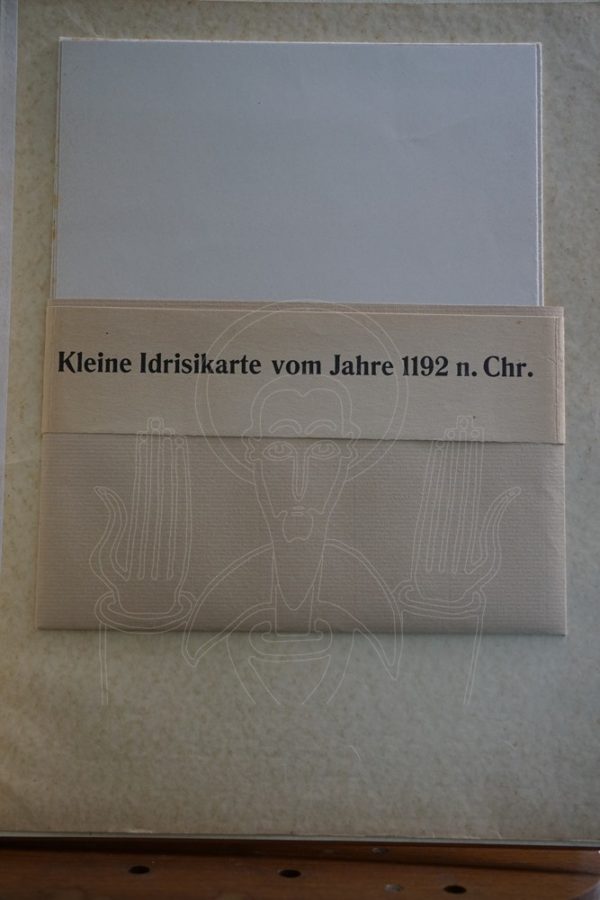 Kleine Idrisikarte vom Jahre 1192 n. Chr.